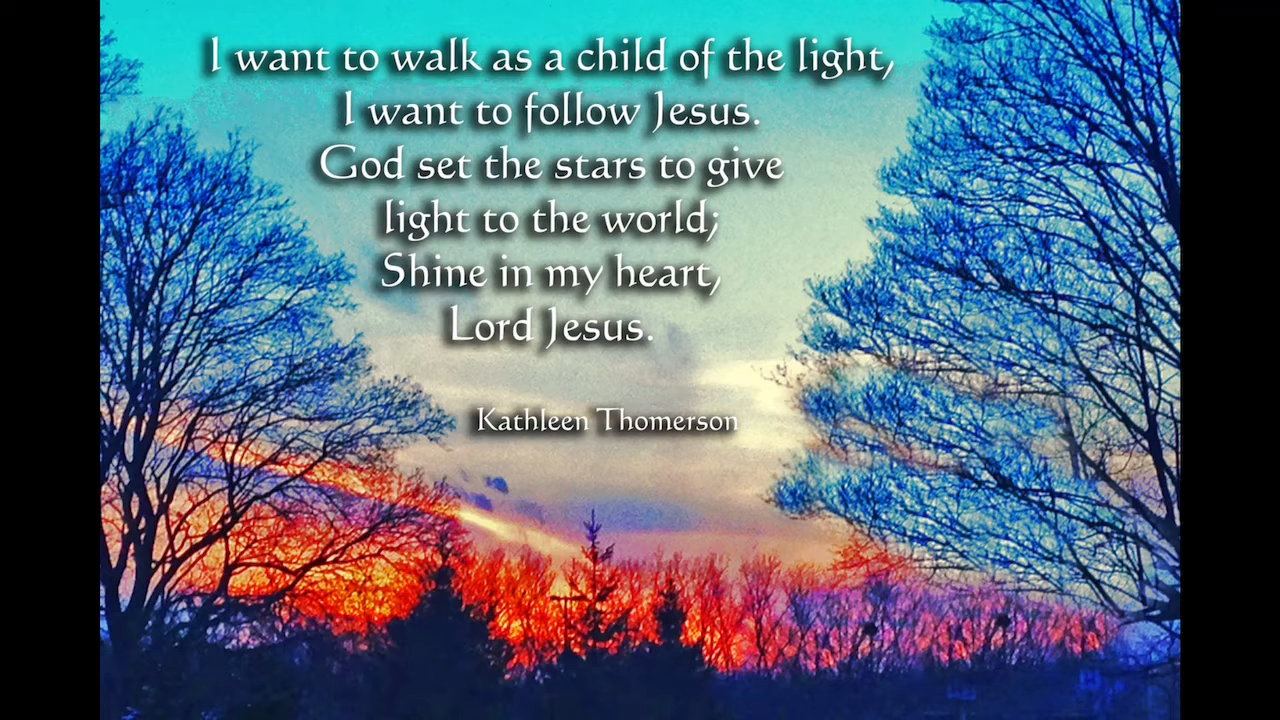 I want to walk as a child of the light,
I want to follow Jesus.
God set the stars to give
light to the world;
Shine in my heart,
Lord Jesus.
Kathleen Thomerson